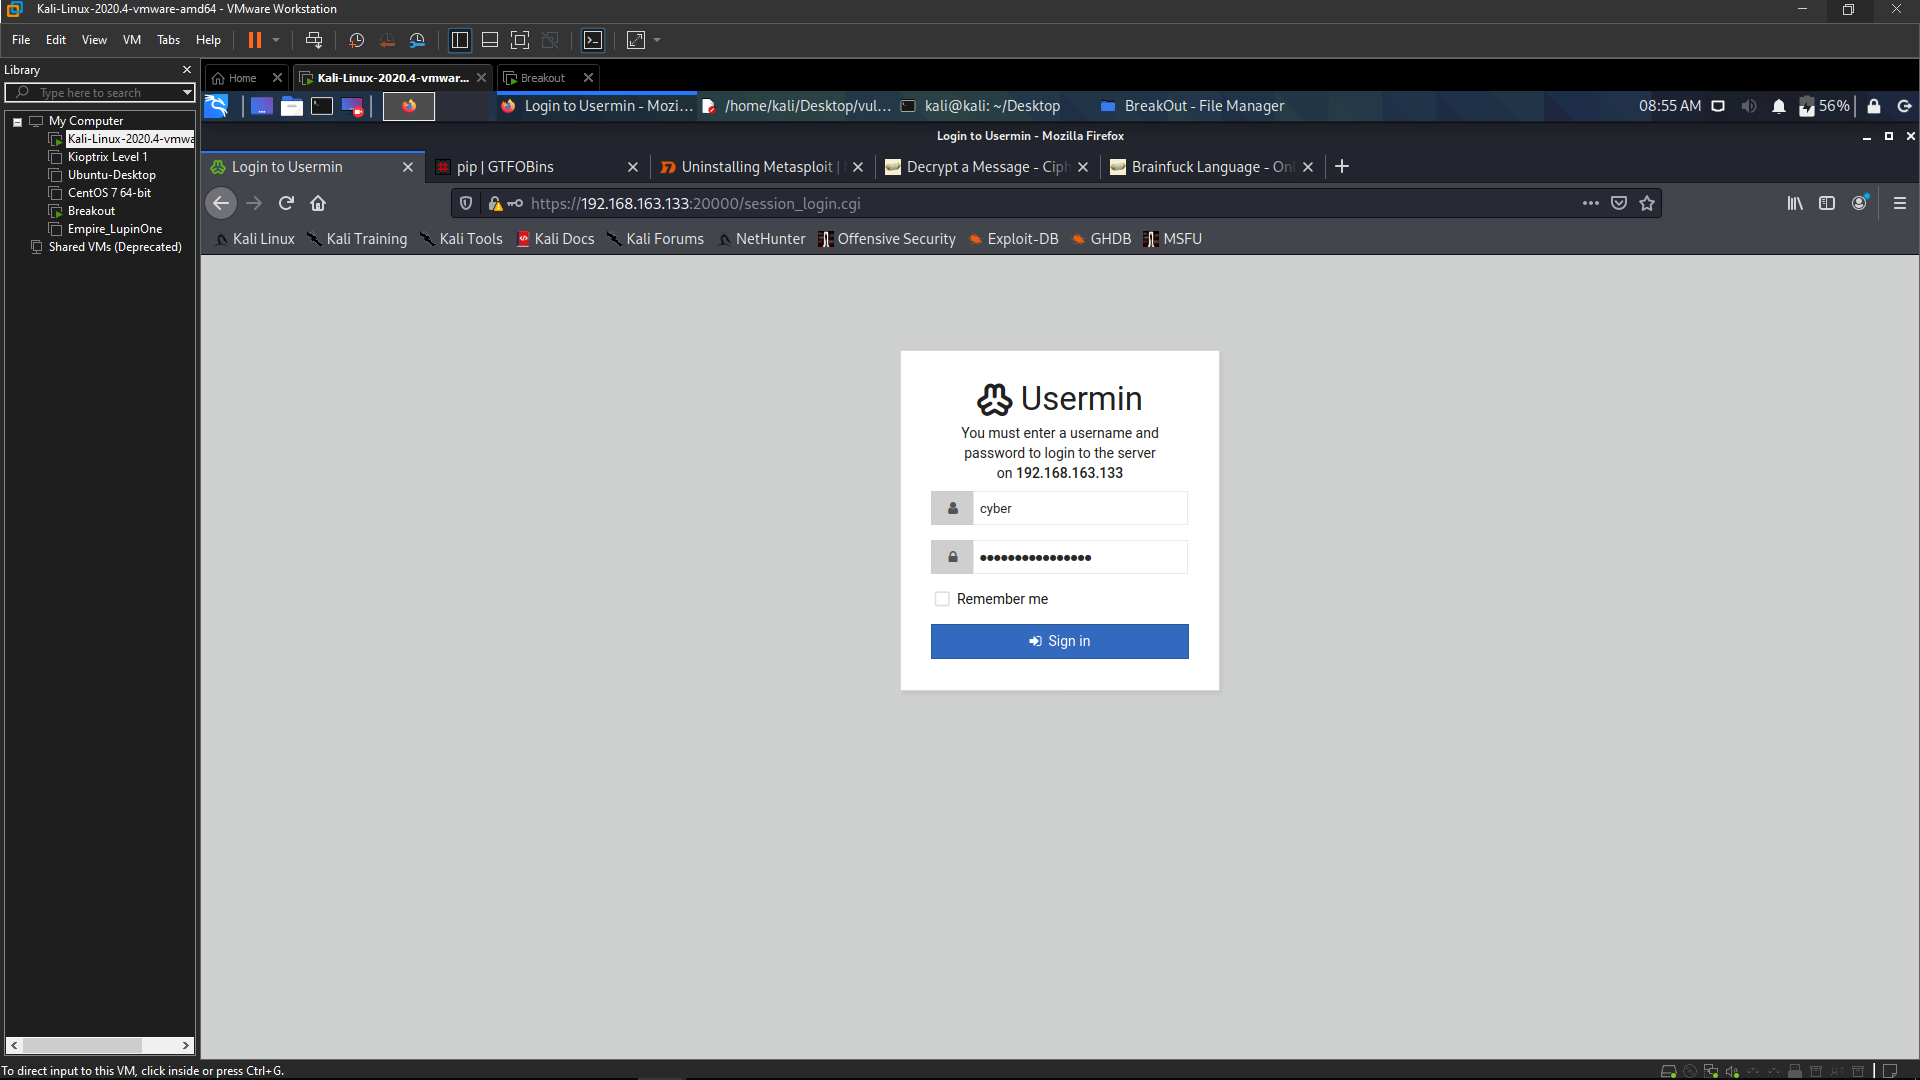 Kali-Linux-2020.4-vmware-amd64 - VMware Workstation
File Edit View VM Tabs Help
Library
Type here to search
My Computer
Kali-Linux-2020.4-vmwa
Kioptrix Level 1
Ubuntu-Desktop
CentOS 7 64-bit
Breakout
Empire_LupinOne
Shared VMs (Deprecated)
Home Kali-Linux-2020.4-vmwar... Breakout
Login to Usermin - Mozi... /home/kali/Desktop/vul... kali@kali: ~/Desktop BreakOut - File Manager 08:55 AM 56%
Login to Usermin - Mozilla Firefox
Login to Usermin pip | GTFOBins Uninstalling Metasploit | Decrypt a Message - Ciph Brainfuck Language - Onl
https://192.168.163.133:20000/session_login.cgi
Kali Linux Kali Training Kali Tools Kali Docs Kali Forums NetHunter Offensive Security Exploit-DB GHDB MSFU
Usermin
You must enter a username and
password to login to the server
on 192.168.163.133
cyber
Remember me
Sign in
To direct input to this VM, click inside or press Ctrl+G.